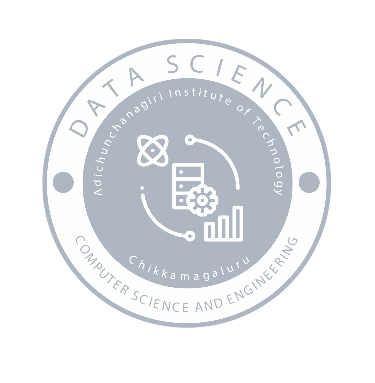 DATA SCIENCE
Adichunchanagiri Institute of Technology
Chikkamagaluru
COMPUTER SCIENCE AND ENGINEERING